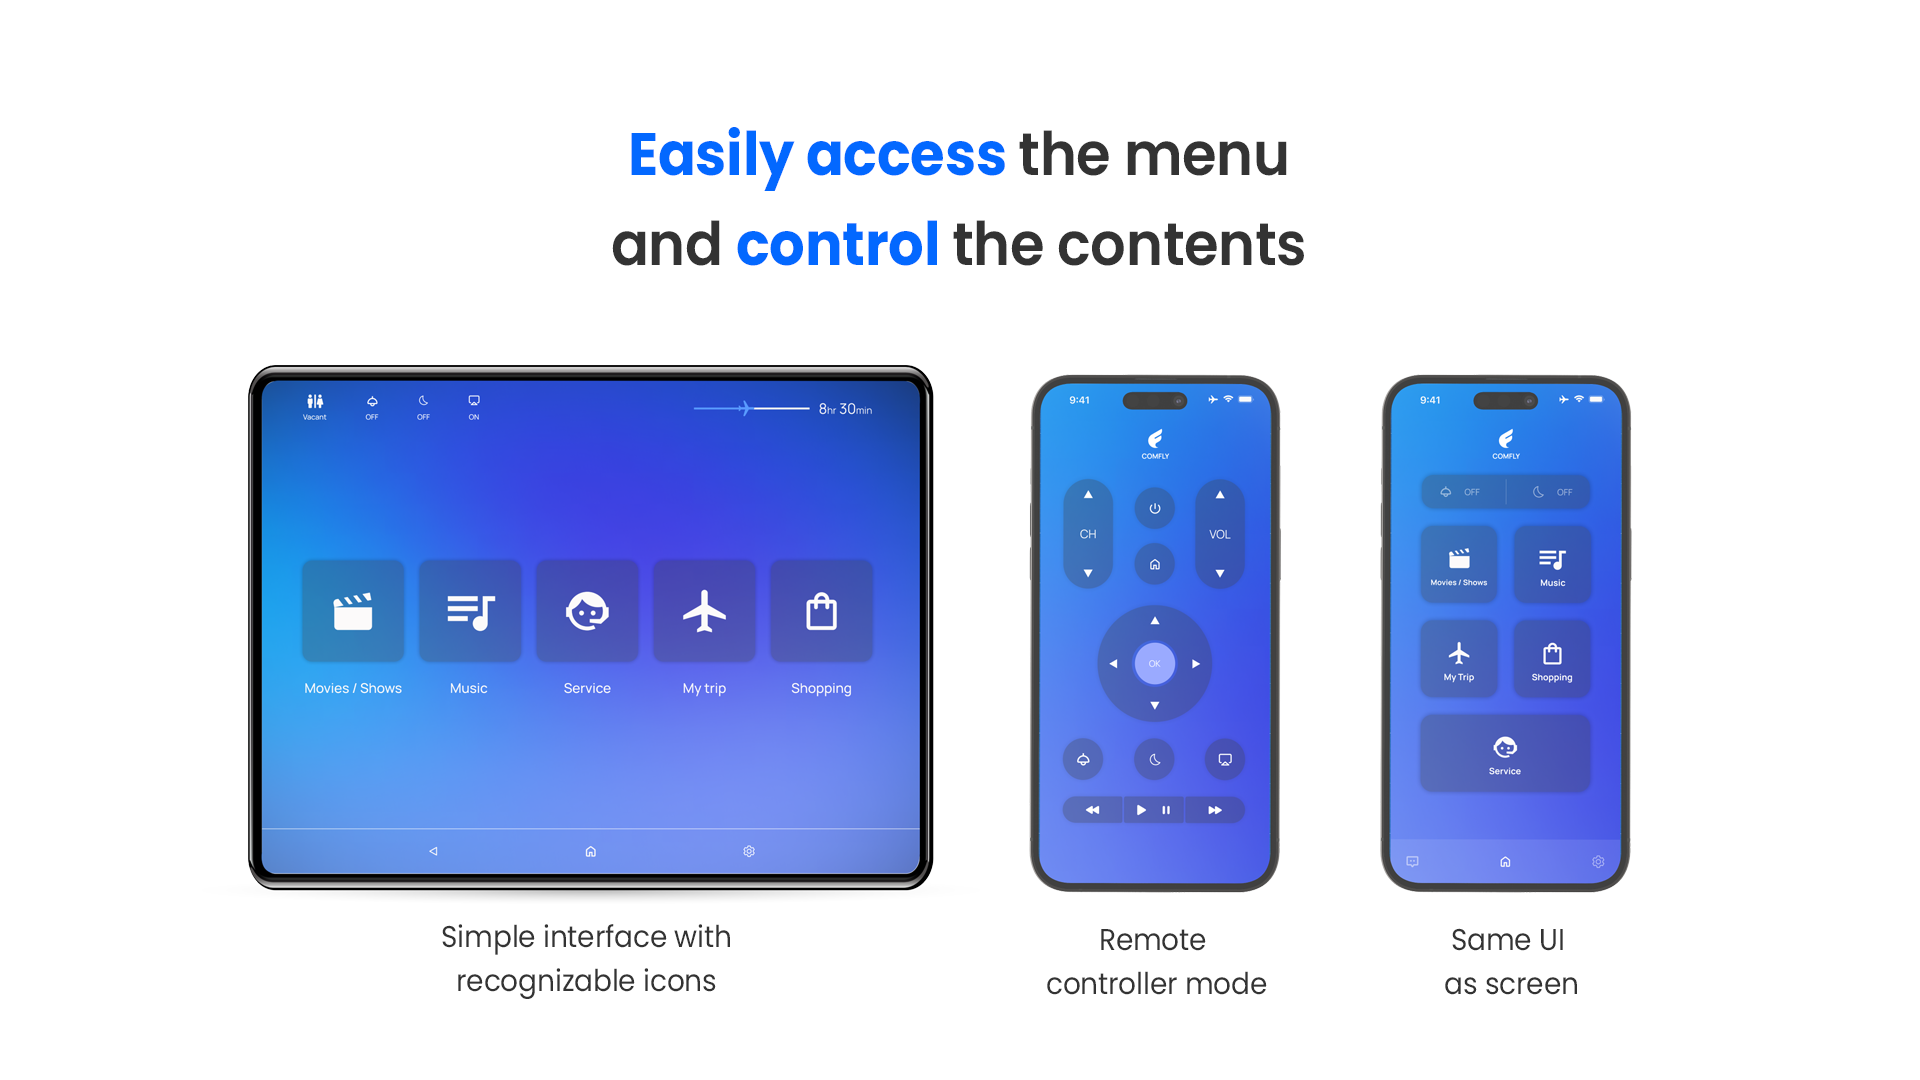 Easily access the menu
and control the contents
Vacant
OFF
OFF
ON
8hr 30min
Movies / Shows
Music
Service
My trip
Shopping
Simple interface with
recognizable icons
9:41
COMFLY
CH
VOL
OK
Remote
controller mode
9:41
COMFLY
OFF
OFF
Movies / Shows
Music
My Trip
Shopping
Service
Same UI
as screen